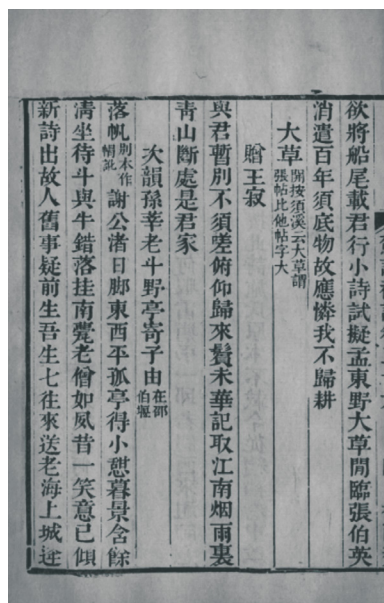 欲將船尾載君行小詩試擬孟東野大草閒臨張伯英
消遣百年須底物故應憐我不歸耕
大草閒按須溪云大草謂張帖比他帖字大
贈王寂
與君暫別不須嗟俯仰歸來鬢未華記取江南烟雨裏
靑山斷處是君家
次韻孫莘老斗野亭寄子由在邵伯堰
落帆別本作帽訛謝公渚日脚東西平孤亭得小憇暮景含餘
淸坐待斗與牛錯落挂南甍老僧如夙昔一笑意已傾
新詩出故人舊事疑前生吾生七往來送老海上城逢